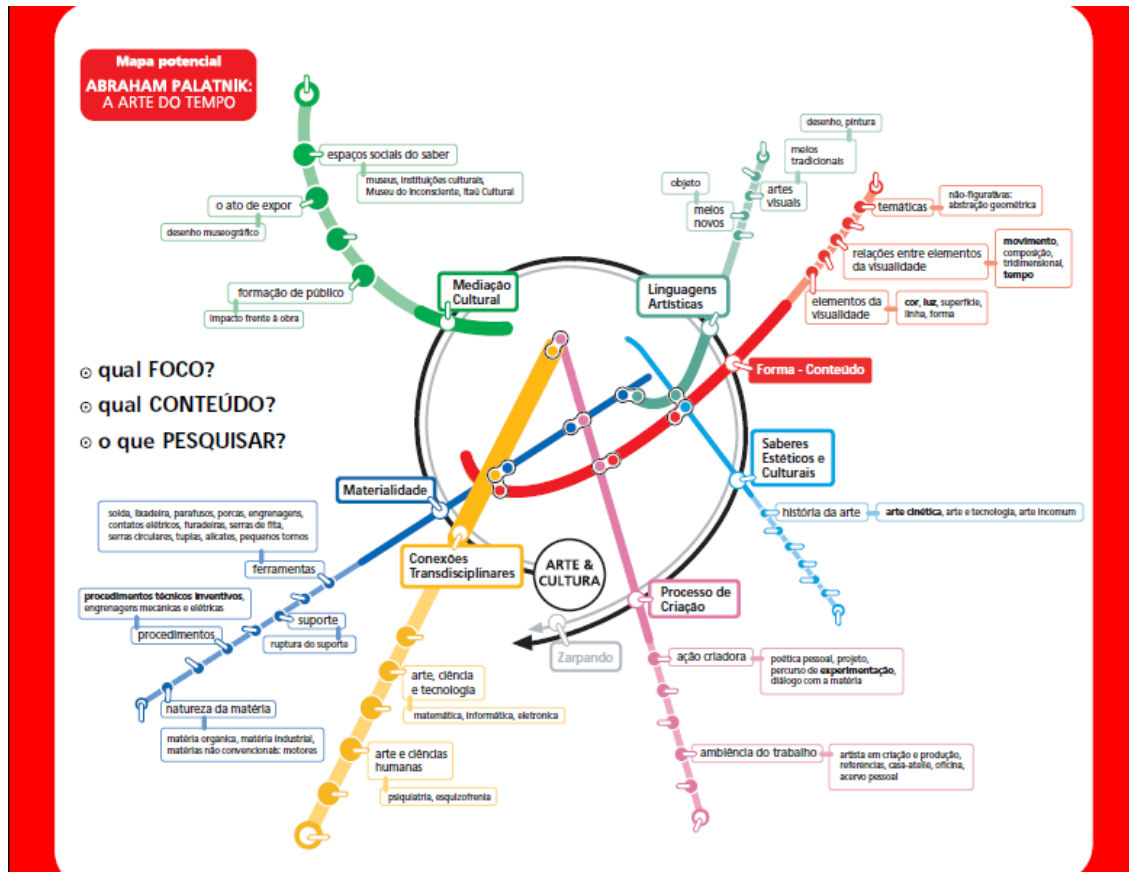 Mapa potencial
ABRAHAM PALATNIK:
A ARTE DO TEMPO
espaços sociais do saber
museus, instituições culturais,
Museu do Inconsciente, Itaú Cultural
o ato de expor
desenho museográfico
formação de público
impacto frente à obra
Mediação
Cultural
desenho, pintura
meios
tradicionais
objeto
artes
visuais
meios
novos
Linguagens
Artísticas
temáticas
não-figurativas:
abstração geométrica
relações entre elementos
da visualidade
movimento,
composição,
tridimensional,
tempo
elementos da
visualidade
cor, luz, superfície,
linha, forma
Forma - Conteúdo
qual FOCO?
qual CONTEÚDO?
o que PESQUISAR?
Saberes
Estéticos e
Culturais
história da arte
arte cinética, arte e tecnologia, arte incomum
Materialidade
solda, lixadeira, parafusos, porcas, engrenagens,
contatos elétricos, furadeiras, serras de fita,
serras circulares, tupias, alicates, pequenos tornos
ferramentas
procedimentos técnicos inventivos,
engrenagens mecânicas e elétricas
procedimentos
suporte
ruptura do suporte
natureza da matéria
matéria orgânica, matéria industrial,
matérias não convencionais: motores
Conexões
Transdisciplinares
arte, ciência
e tecnologia
matemática, informática, eletrônica
arte e ciências
humanas
psiquiatria, esquizofrenia
ARTE &
CULTURA
Zarpando
Processo de
Criação
ação criadora
poética pessoal, projeto,
percurso de experimentação,
diálogo com a matéria
ambiência do trabalho
artista em criação e produção,
referências, casa-ateliê, oficina,
acervo pessoal